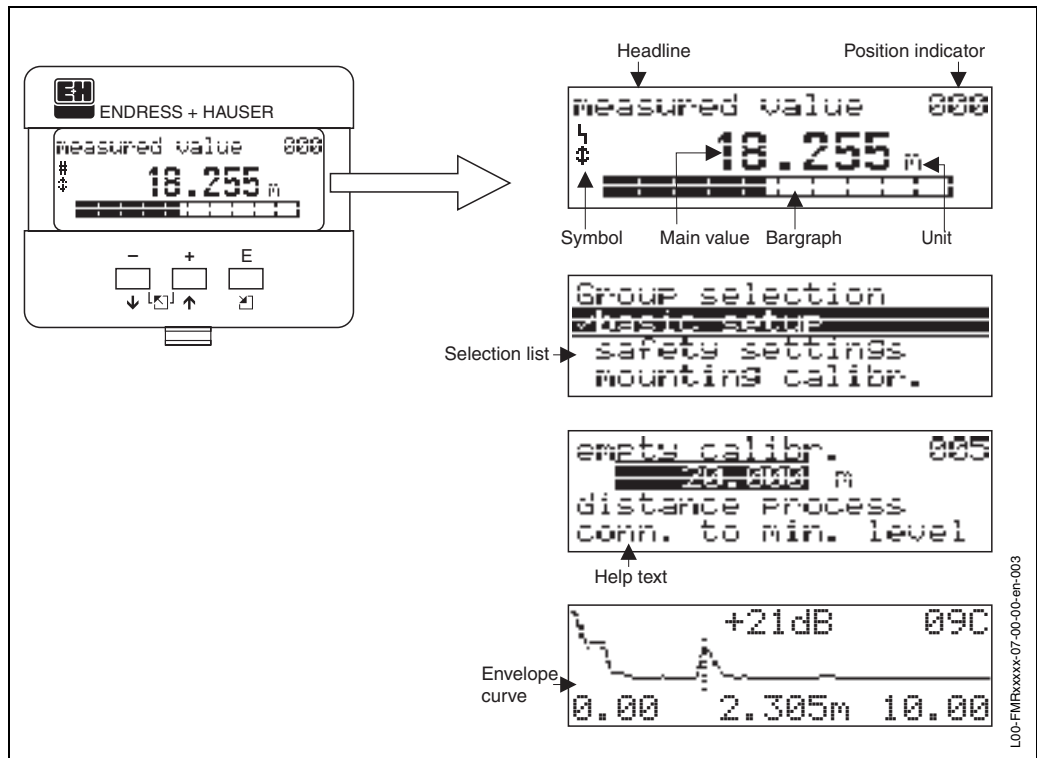 E+H
ENDRESS + HAUSER
measured value 000
#
18.255 m
- + E
Headline Position indicator
measured value 000
18.255 m
Symbol Main value Bargraph Unit
Group selection
✓basic setup
Selection list
safety settings
mounting calibr.
empty calibr. 005
20.000 m
distance process
conn. to min. level
Help text
+21dB 09C
Envelope
curve
0.00 2.305m 10.00
L00-FMRxxxxx-07-00-00-en-003